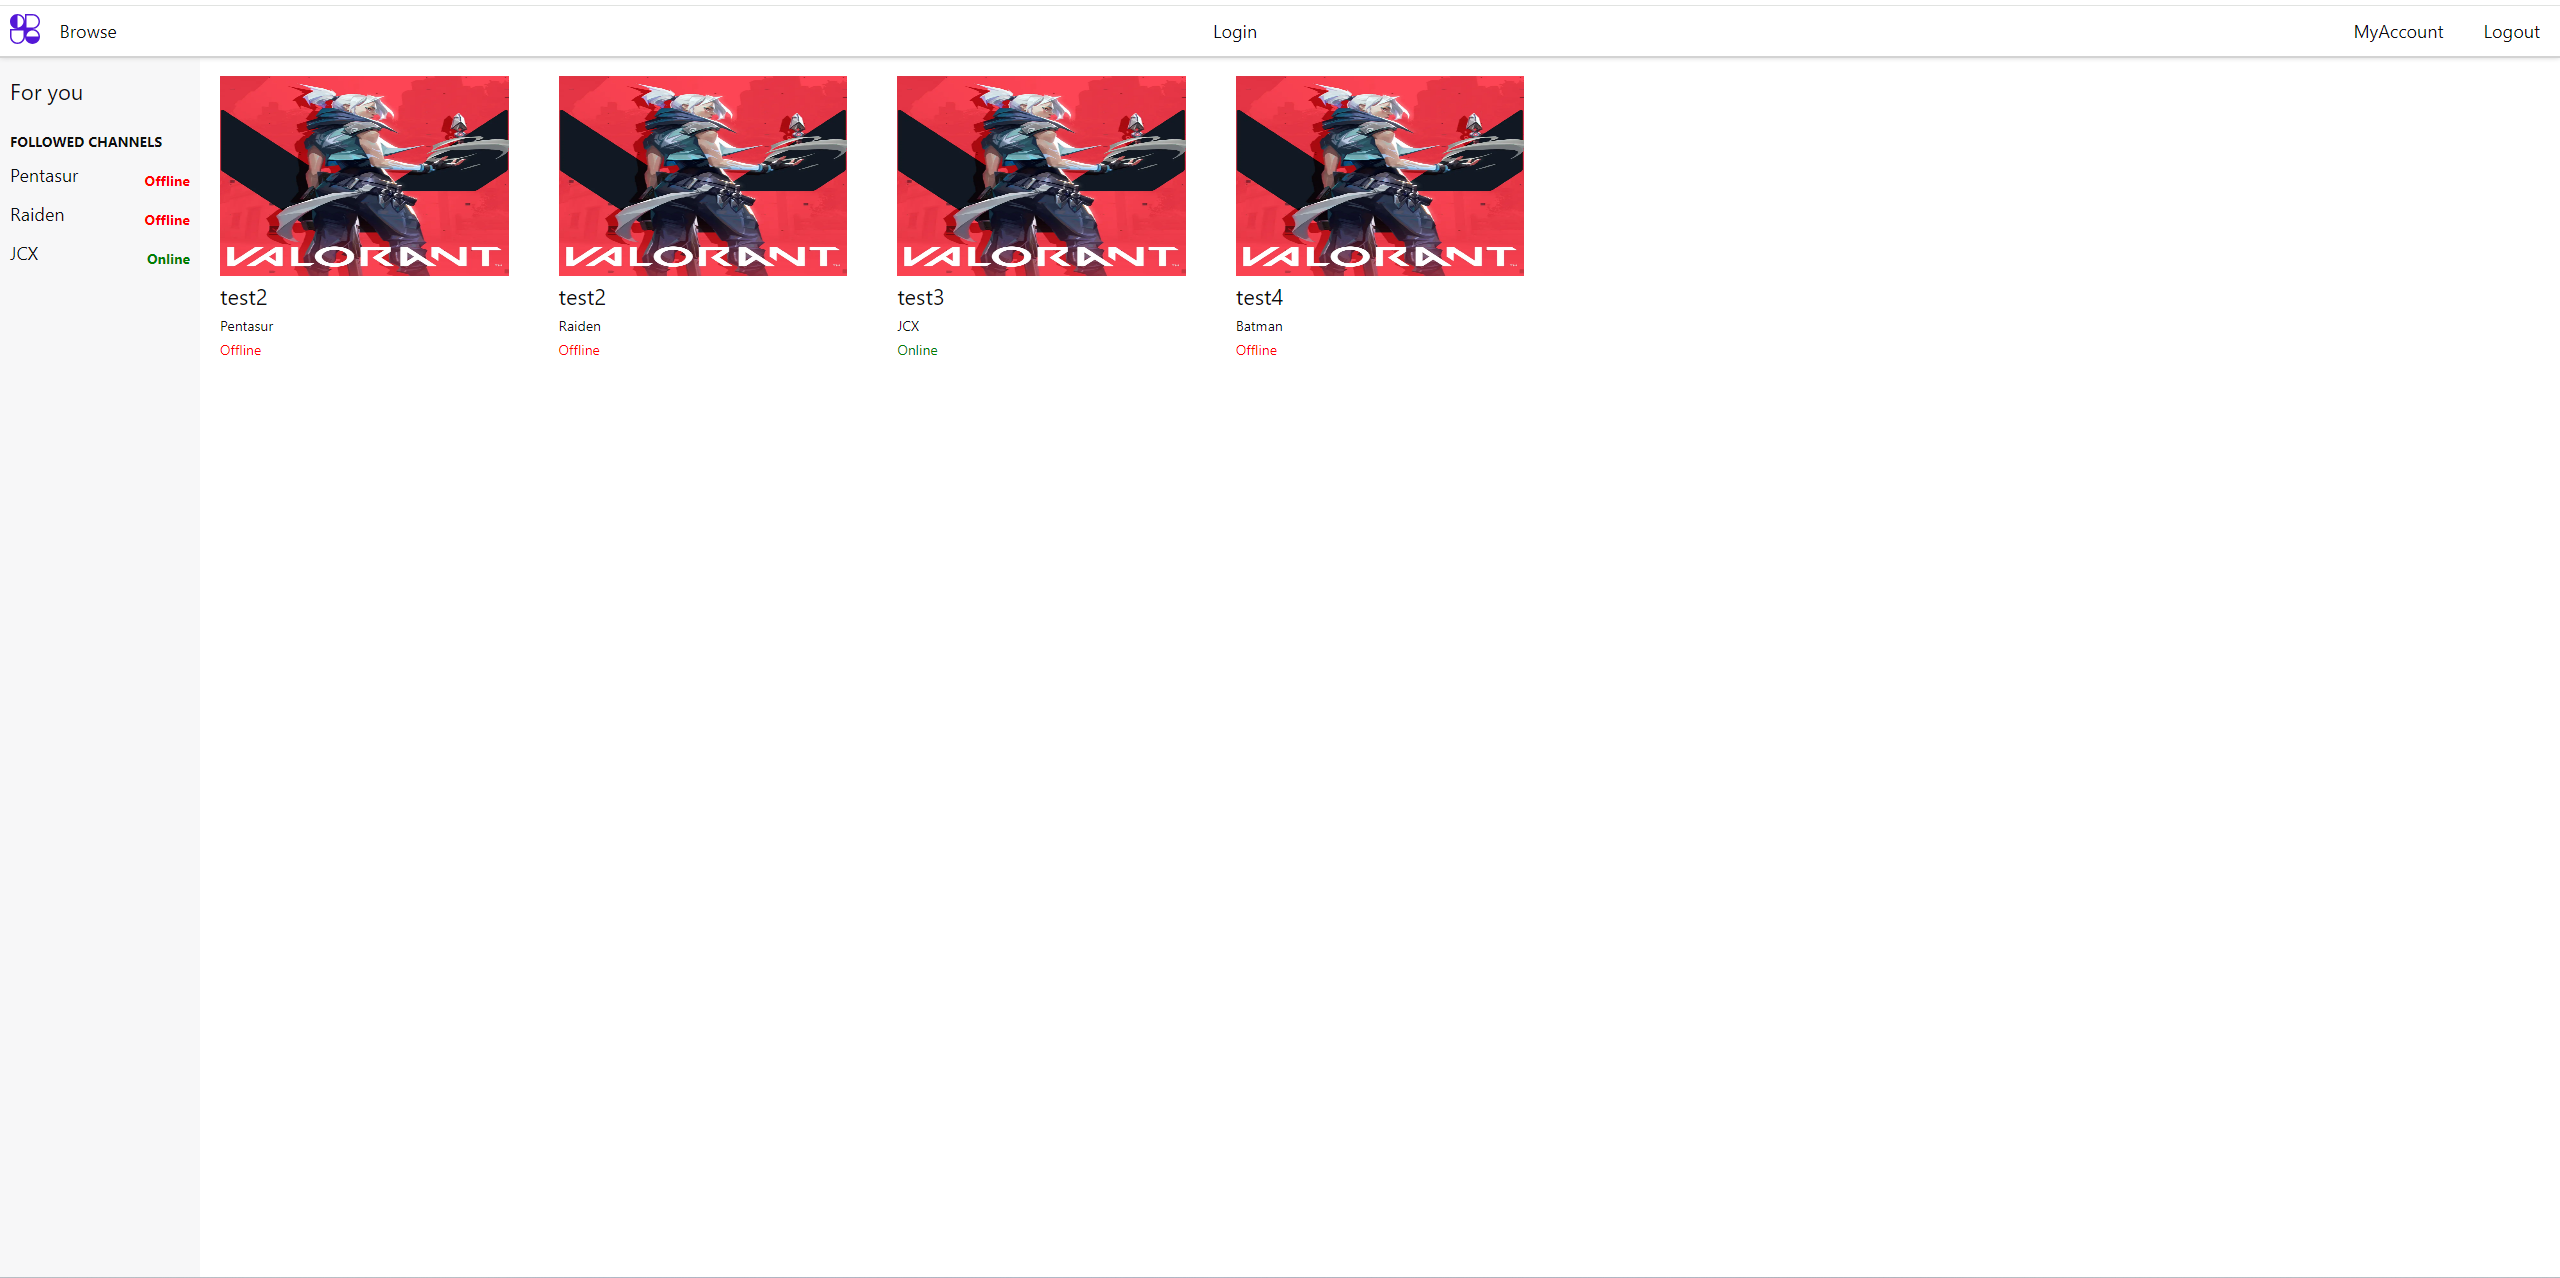 Browse
Login
MyAccount
Logout
For you
FOLLOWED CHANNELS
Pentasur Offline
Raiden Offline
JCX Online
VALORANT
test2
Pentasur
Offline
VALORANT
test2
Raiden
Offline
VALORANT
test3
JCX
Online
VALORANT
test4
Batman
Offline